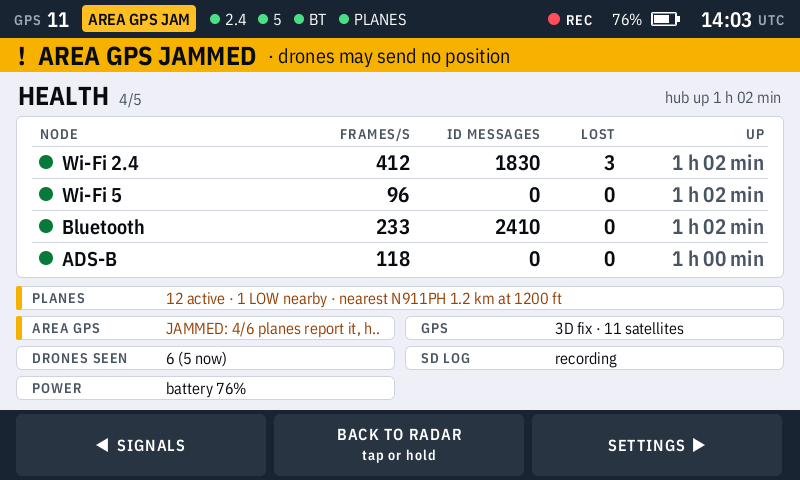 GPS 11 AREA GPS JAM 2.4 5 BT PLANES REC 76% 14:03 UTC
! AREA GPS JAMMED · drones may send no position
HEALTH 4/5 hub up 1 h 02 min
NODE FRAMES/S ID MESSAGES LOST UP
Wi-Fi 2.4 412 1830 3 1 h 02 min
Wi-Fi 5 96 0 0 1 h 02 min
Bluetooth 233 2410 0 1 h 02 min
ADS-B 118 0 0 1 h 00 min
PLANES 12 active · 1 LOW nearby · nearest N911PH 1.2 km at 1200 ft
AREA GPS JAMMED: 4/6 planes report it, h.. GPS 3D fix · 11 satellites
DRONES SEEN 6 (5 now) SD LOG recording
POWER battery 76%
◀ SIGNALS BACK TO RADAR SETTINGS ▶
tap or hold